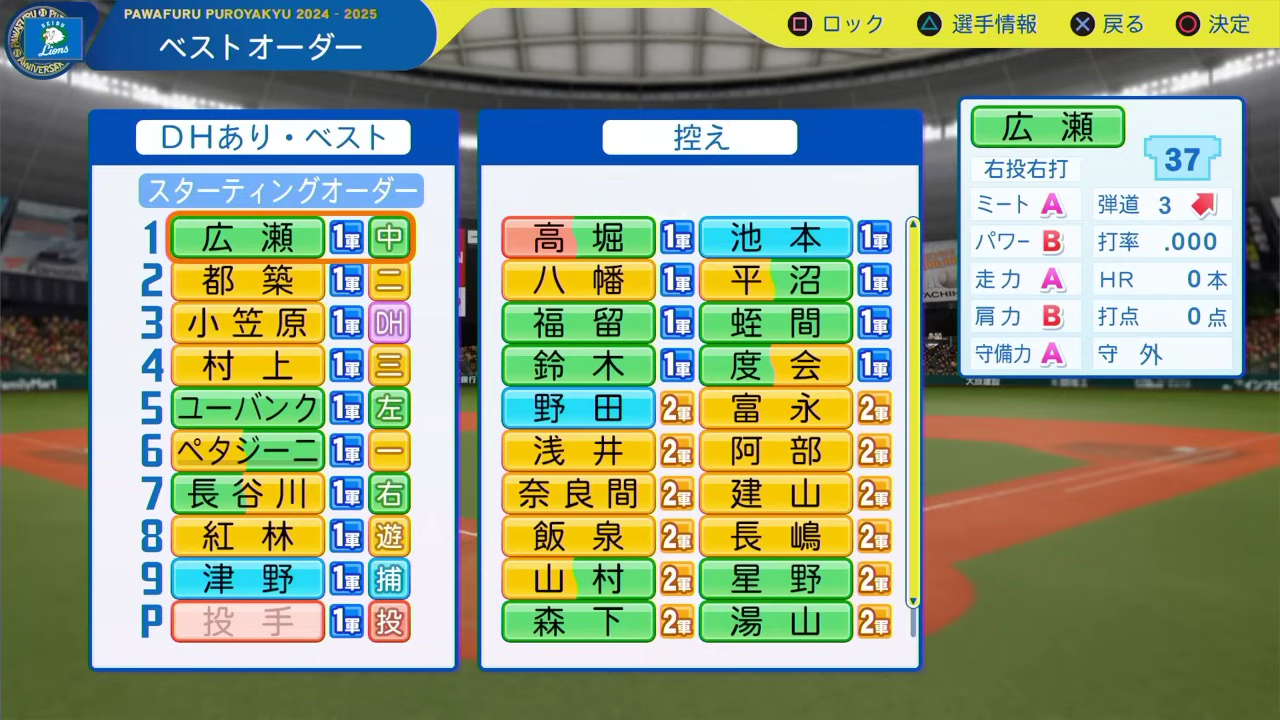 PAWAFURU PUROYAKYU 2024 - 2025
ベストオーダー
ロック 選手情報 戻る 決定
SEIBU
Lions
ANNIVERSARY
DHあり・ベスト
スターティングオーダー
1 広瀬 1軍 中
2 都築 1軍 二
3 小笠原 1軍 DH
4 村上 1軍 三
5 ユーバンク 1軍 左
6 ペタジーニ 1軍 一
7 長谷川 1軍 右
8 紅林 1軍 遊
9 津野 1軍 捕
P 投手 1軍 投
控え
高堀 1軍 池本 1軍
八幡 1軍 平沼 1軍
福留 1軍 蛭間 1軍
鈴木 1軍 度会 1軍
野田 2軍 富永 2軍
浅井 2軍 阿部 2軍
奈良間 2軍 建山 2軍
飯泉 2軍 長嶋 2軍
山村 2軍 星野 2軍
森下 2軍 湯山 2軍
広瀬
右投右打
37
ミート A 弾道 3
パワー B 打率 .000
走力 A HR 0本
肩力 B 打点 0点
守備力 A 守 外
FamilyMart